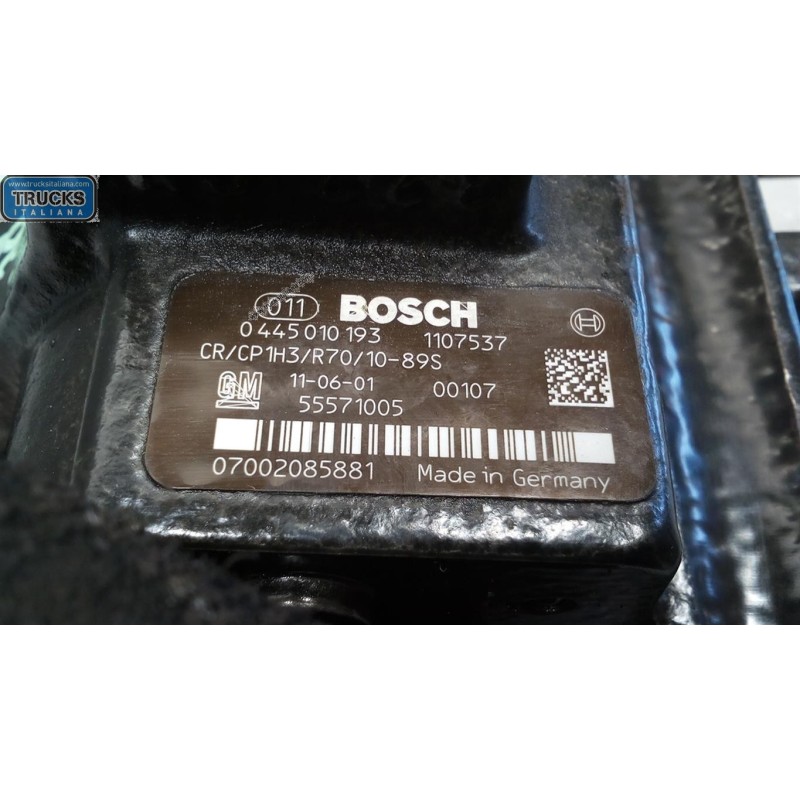 www.trucksitaliana.com
TRUCKS
ITALIANA
011 BOSCH
0 445 010 193 1107537
CR/CP1H3/R70/10-89S
GM 11-06-01 00107
55571005
07002085881 Made in Germany